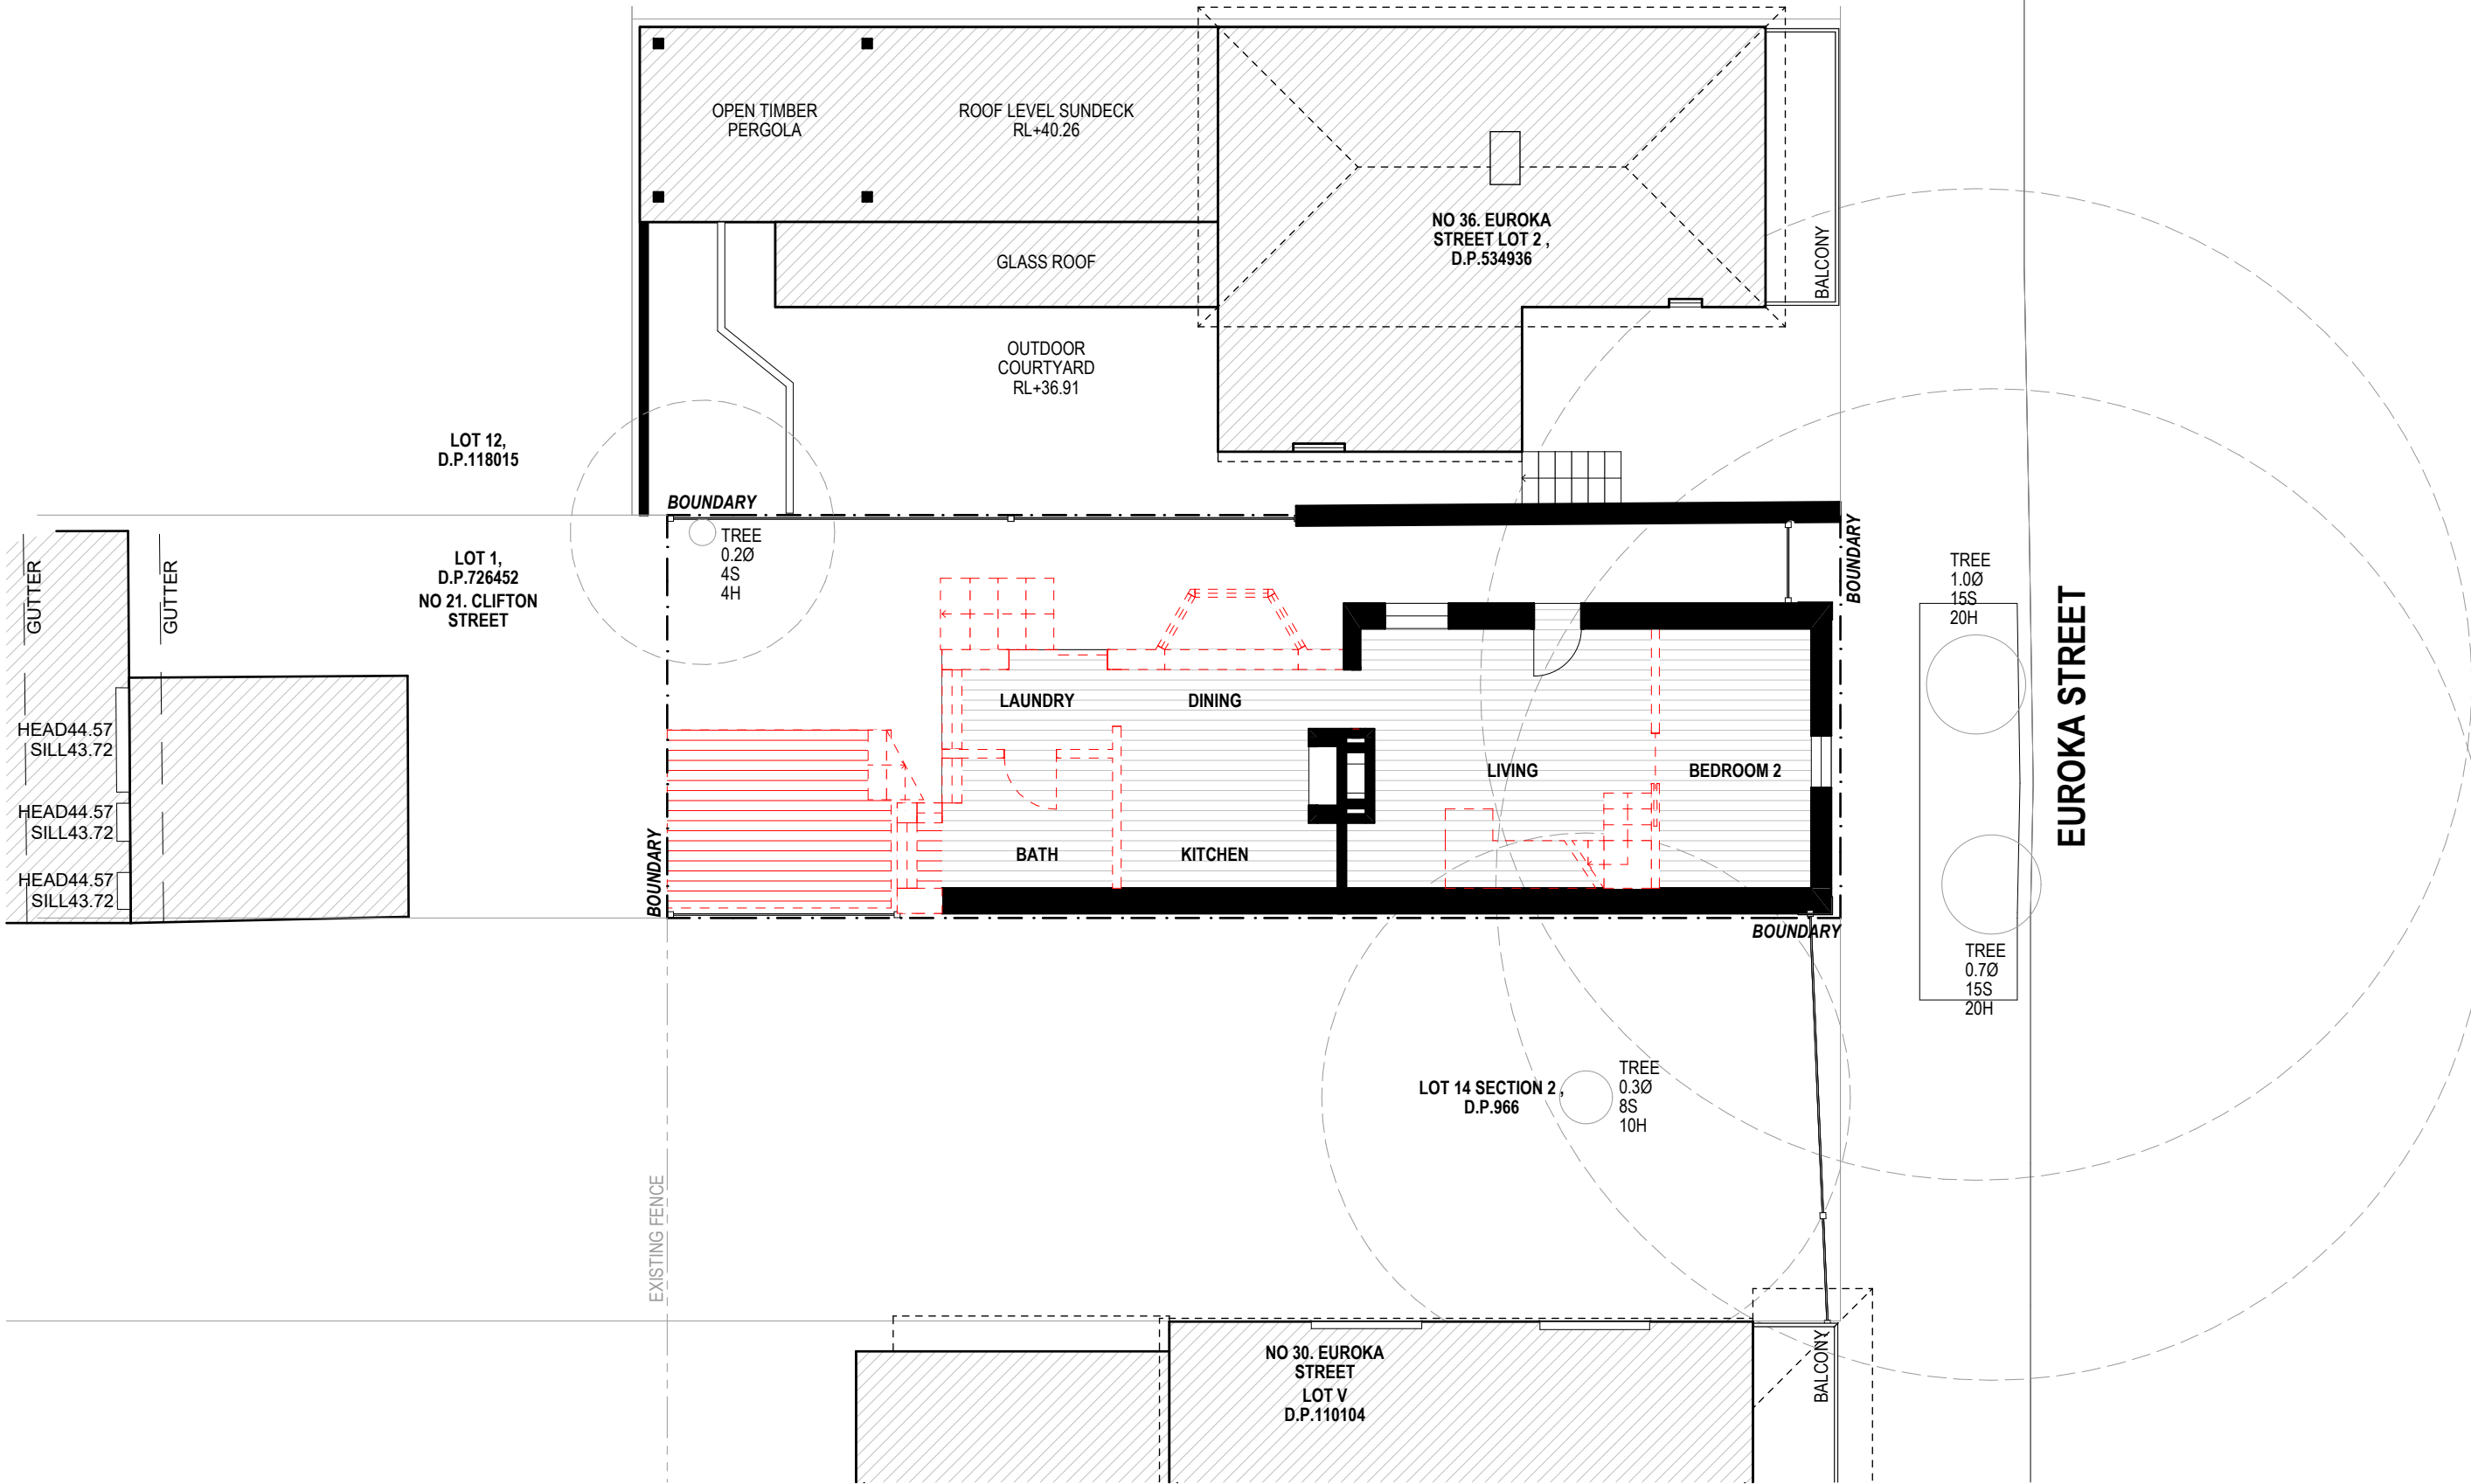 OPEN TIMBER
PERGOLA
ROOF LEVEL SUNDECK
RL+40.26
NO 36. EUROKA
STREET LOT 2 ,
D.P.534936
BALCONY
GLASS ROOF
OUTDOOR
COURTYARD
RL+36.91
LOT 12,
D.P.118015
BOUNDARY
GUTTER
GUTTER
LOT 1,
D.P.726452
NO 21. CLIFTON
STREET
TREE
0.2Ø
4S
4H
BOUNDARY
TREE
1.0Ø
15S
20H
EUROKA STREET
HEAD44.57
SILL43.72
HEAD44.57
SILL43.72
HEAD44.57
SILL43.72
LAUNDRY
DINING
LIVING
BEDROOM 2
BATH
KITCHEN
BOUNDARY
BOUNDARY
TREE
0.7Ø
15S
20H
LOT 14 SECTION 2 ,
D.P.966
TREE
0.3Ø
8S
10H
EXISTING FENCE
NO 30. EUROKA
STREET
LOT V
D.P.110104
BALCONY